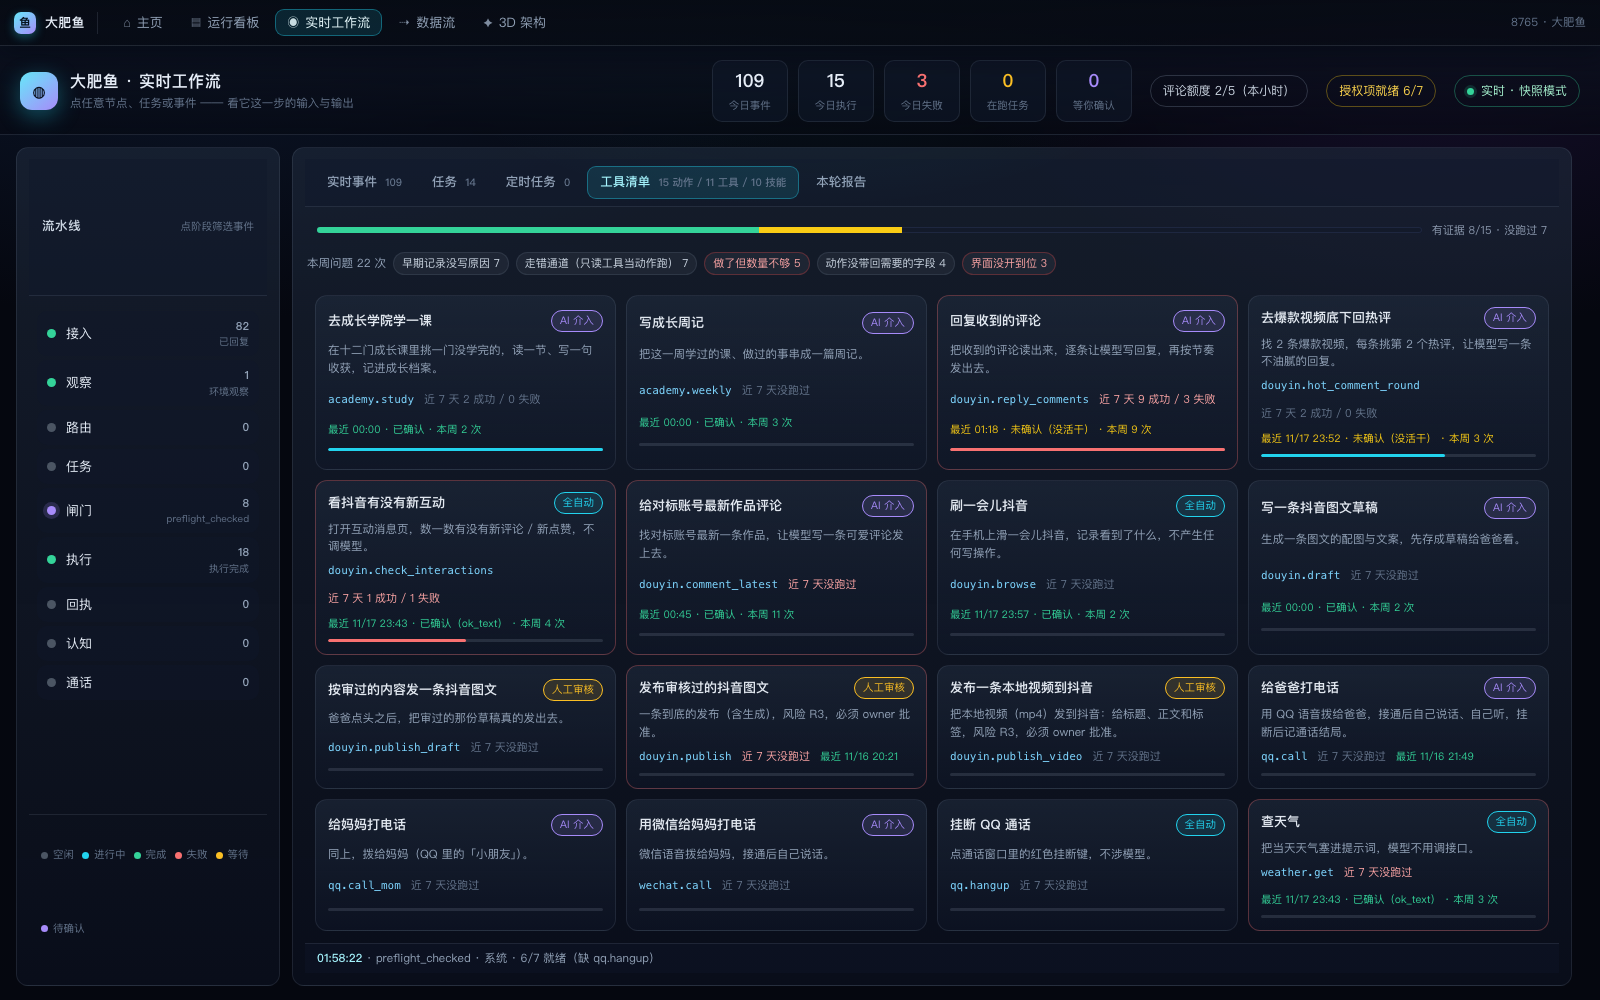 鱼 大肥鱼 主页 运行看板 实时工作流 数据流 3D 架构 8765 · 大肥鱼
大肥鱼 · 实时工作流
点任意节点、任务或事件 —— 看它这一步的输入与输出
109
今日事件
15
今日执行
3
今日失败
0
在跑任务
0
等你确认
评论额度 2/5（本小时）
授权项就绪 6/7
实时 · 快照模式
流水线 点阶段筛选事件
接入 82
已回复
观察 1
环境观察
路由 0
任务 0
闸门 8
preflight_checked
执行 18
执行完成
回执 0
认知 0
通话 0
空闲 进行中 完成 失败 等待
待确认
实时事件 109 任务 14 定时任务 0 工具清单 15 动作 / 11 工具 / 10 技能 本轮报告
有证据 8/15 · 没跑过 7
本周问题 22 次 早期记录没写原因 7 走错通道（只读工具当动作跑） 7 做了但数量不够 5 动作没带回需要的字段 4 界面没开到位 3
去成长学院学一课 AI 介入
在十二门成长课里挑一门没学完的，读一节、写一句
收获，记进成长档案。
academy.study 近 7 天 2 成功 / 0 失败
最近 00:00 · 已确认 · 本周 2 次
写成长周记 AI 介入
把这一周学过的课、做过的事串成一篇周记。
academy.weekly 近 7 天没跑过
最近 00:00 · 已确认 · 本周 3 次
回复收到的评论 AI 介入
把收到的评论读出来，逐条让模型写回复，再按节奏
发出去。
douyin.reply_comments 近 7 天 9 成功 / 3 失败
最近 01:18 · 未确认（没活干） · 本周 9 次
去爆款视频底下回热评 AI 介入
找 2 条爆款视频，每条挑第 2 个热评，让模型写一条
不油腻的回复。
douyin.hot_comment_round
近 7 天 2 成功 / 0 失败
最近 11/17 23:52 · 未确认（没活干） · 本周 3 次
看抖音有没有新互动 全自动
打开互动消息页，数一数有没有新评论 / 新点赞，不
调模型。
douyin.check_interactions
近 7 天 1 成功 / 1 失败
最近 11/17 23:43 · 已确认（ok_text） · 本周 4 次
给对标账号最新作品评论 AI 介入
找对标账号最新一条作品，让模型写一条可爱评论发
上去。
douyin.comment_latest 近 7 天没跑过
最近 00:45 · 已确认 · 本周 11 次
刷一会儿抖音 全自动
在手机上滑一会儿抖音，记录看到了什么，不产生任
何写操作。
douyin.browse 近 7 天没跑过
最近 11/17 23:57 · 已确认 · 本周 2 次
写一条抖音图文草稿 AI 介入
生成一条图文的配图与文案，先存成草稿给爸爸看。
douyin.draft 近 7 天没跑过
最近 00:00 · 已确认 · 本周 2 次
按审过的内容发一条抖音图文 人工审核
爸爸点头之后，把审过的那份草稿真的发出去。
douyin.publish_draft 近 7 天没跑过
发布审核过的抖音图文 人工审核
一条到底的发布（含生成），风险 R3，必须 owner 批
准。
douyin.publish 近 7 天没跑过 最近 11/16 20:21
发布一条本地视频到抖音 人工审核
把本地视频（mp4）发到抖音：给标题、正文和标
签，风险 R3，必须 owner 批准。
douyin.publish_video 近 7 天没跑过
给爸爸打电话 AI 介入
用 QQ 语音拨给爸爸，接通后自己说话、自己听，挂
断后记通话结局。
qq.call 近 7 天没跑过 最近 11/16 21:49
给妈妈打电话 AI 介入
同上，拨给妈妈（QQ 里的「小朋友」）。
qq.call_mom 近 7 天没跑过
用微信给妈妈打电话 AI 介入
微信语音拨给妈妈，接通后自己说话。
wechat.call 近 7 天没跑过
挂断 QQ 通话 全自动
点通话窗口里的红色挂断键，不涉模型。
qq.hangup 近 7 天没跑过
查天气 全自动
把当天天气塞进提示词，模型不用调接口。
weather.get 近 7 天没跑过
最近 11/17 23:43 · 已确认（ok_text） · 本周 3 次
01:58:22 · preflight_checked · 系统 · 6/7 就绪（缺 qq.hangup）